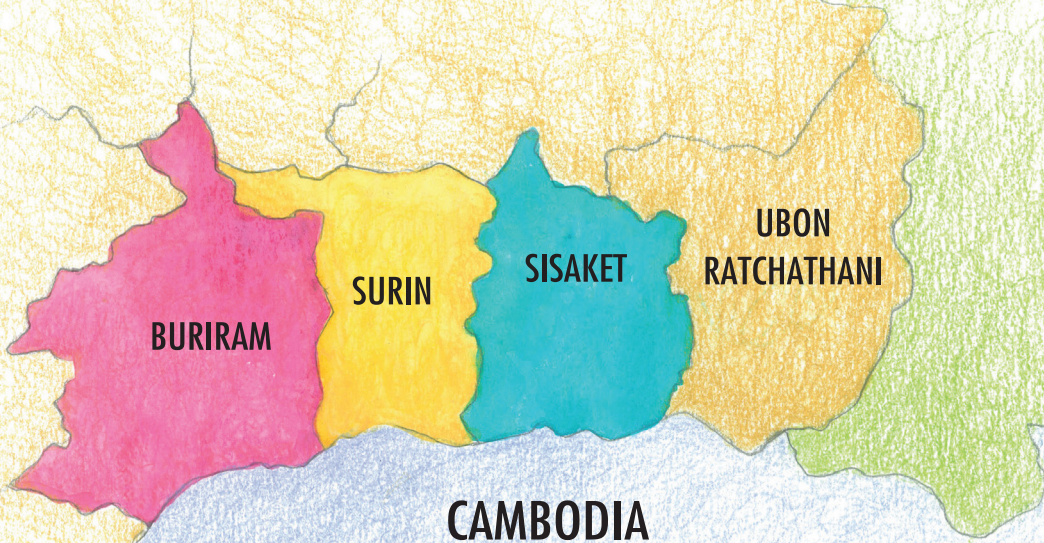 BURIRAM
SURIN
SISAKET
UBON
RATCHATHANI
CAMBODIA